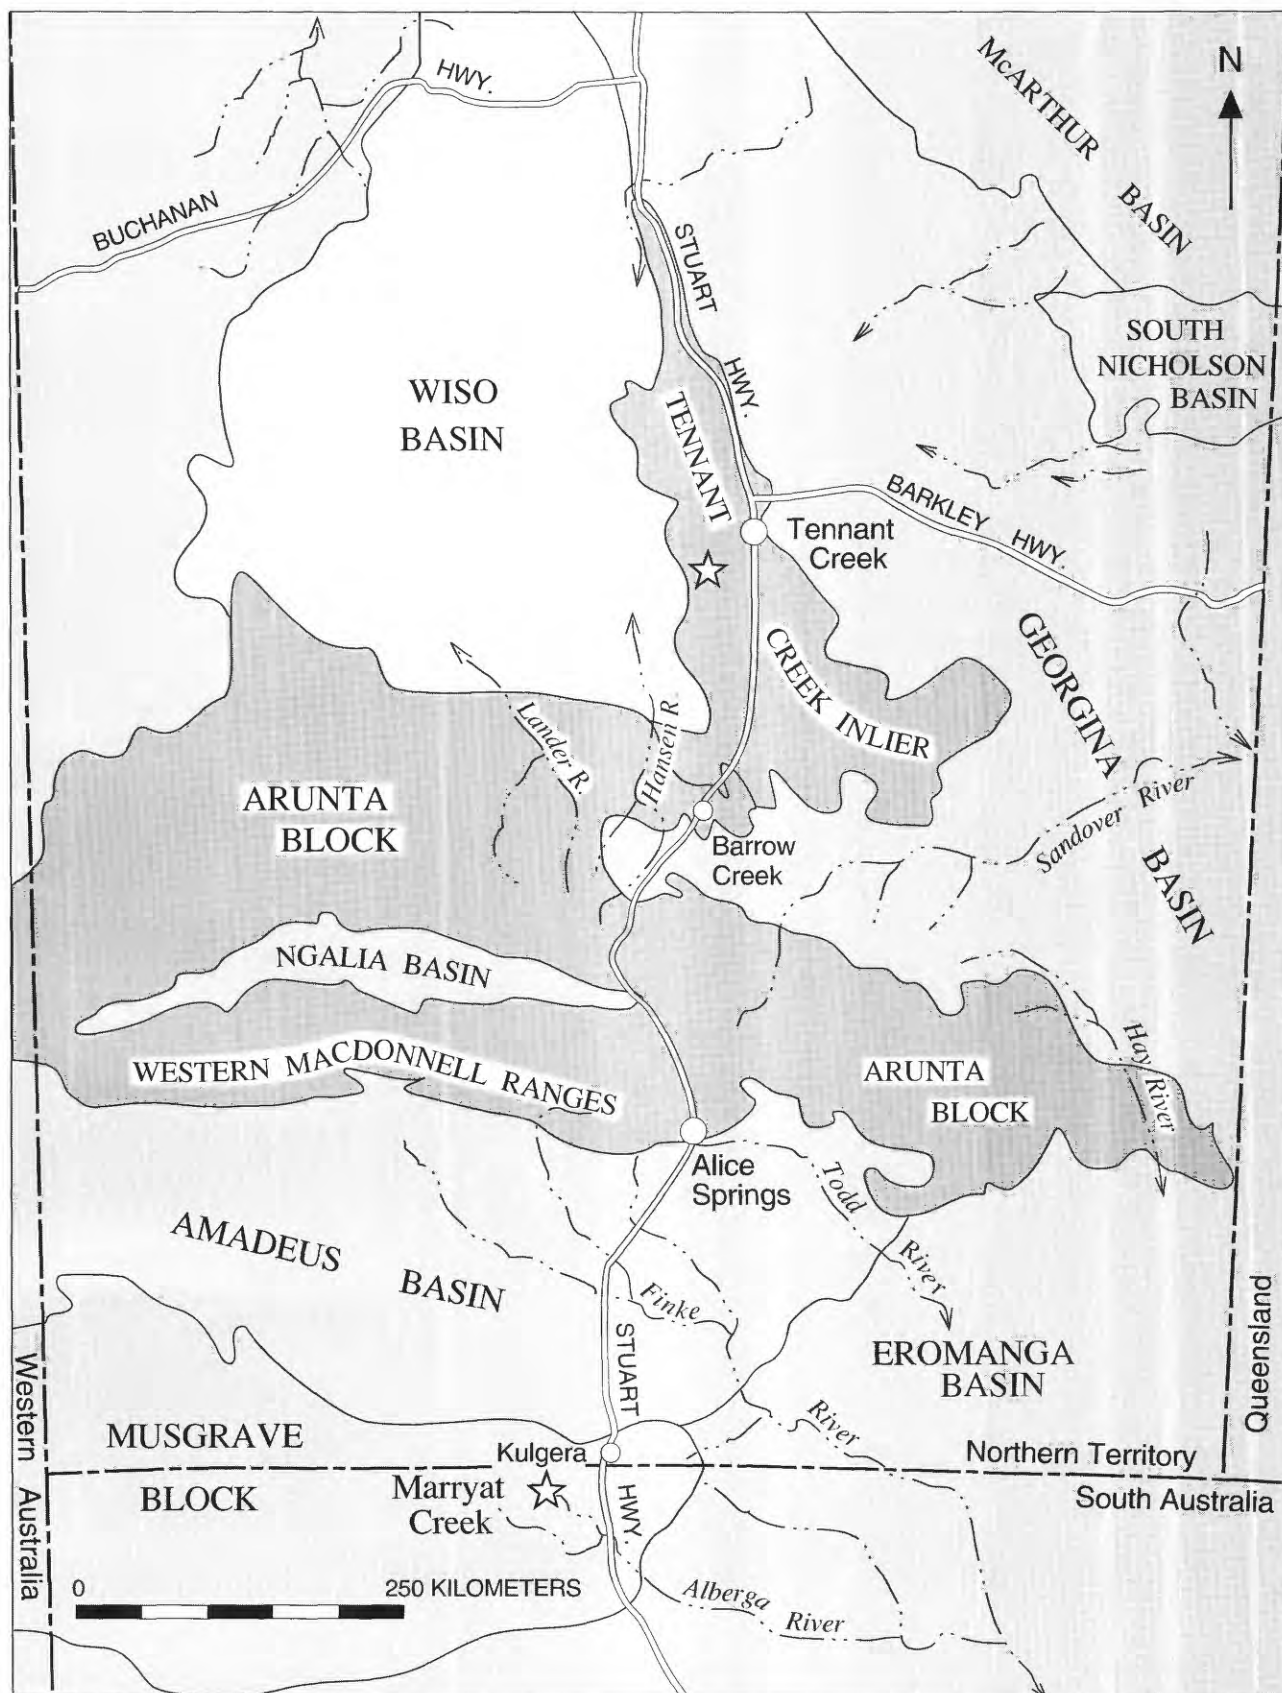 N
HWY.
McARTHUR
BASIN
BUCHANAN
STUART
HWY.
SOUTH
NICHOLSON
BASIN
WISO
BASIN
TENNANT
BARKLEY
HWY.
Tennant
Creek
CREEK INLIER
GEORGINA
BASIN
Lander R.
Hansen R.
Sandover River
ARUNTA
BLOCK
Barrow
Creek
NGALIA BASIN
WESTERN MACDONNELL RANGES
ARUNTA
BLOCK
Hay River
Alice
Springs
Todd
River
AMADEUS BASIN
Finke
River
STUART
HWY.
EROMANGA
BASIN
Queensland
Western Australia
MUSGRAVE
BLOCK
Kulgera
Northern Territory
South Australia
Marryat
Creek
0
250 KILOMETERS
Alberga
River